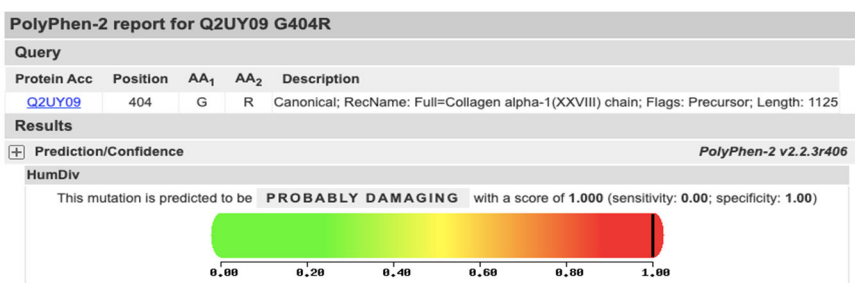 PolyPhen-2 report for Q2UY09 G404R
Query
Protein Acc Position AA1 AA2 Description
Q2UY09 404 G R Canonical; RecName: Full=Collagen alpha-1(XXVIII) chain; Flags: Precursor; Length: 1125
Results
+ Prediction/Confidence PolyPhen-2 v2.2.3r406
HumDiv
This mutation is predicted to be PROBABLY DAMAGING with a score of 1.000 (sensitivity: 0.00; specificity: 1.00)
0.00 0.20 0.40 0.60 0.80 1.00